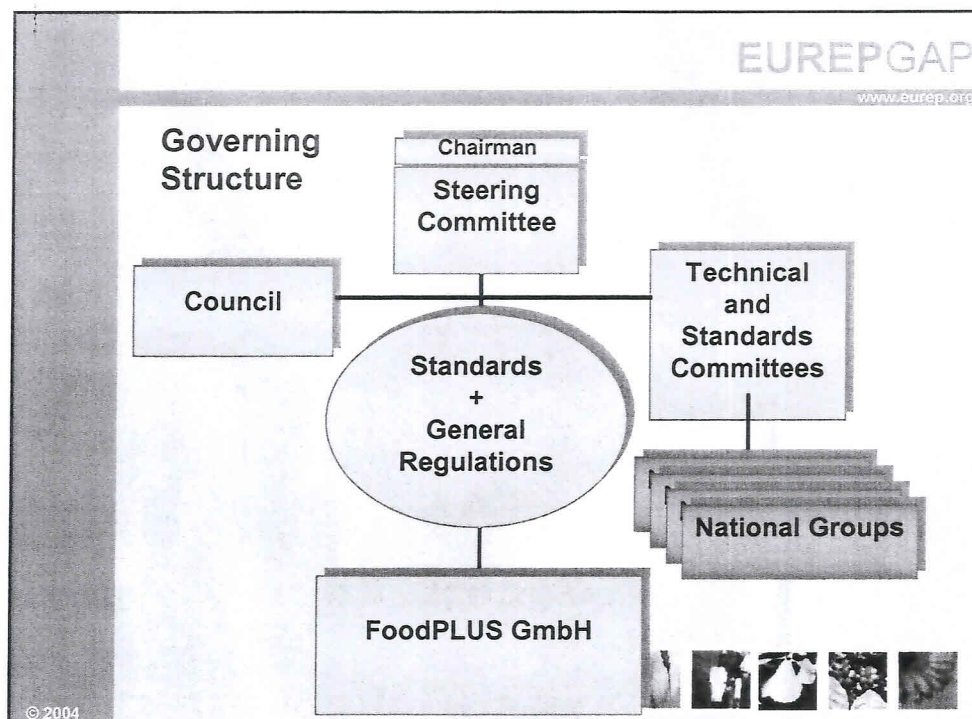 EUREPGAP
www.eurep.org
Governing
Structure
Chairman
Steering
Committee
Council
Technical
and
Standards
Committees
Standards
+
General
Regulations
National Groups
FoodPLUS GmbH
© 2004